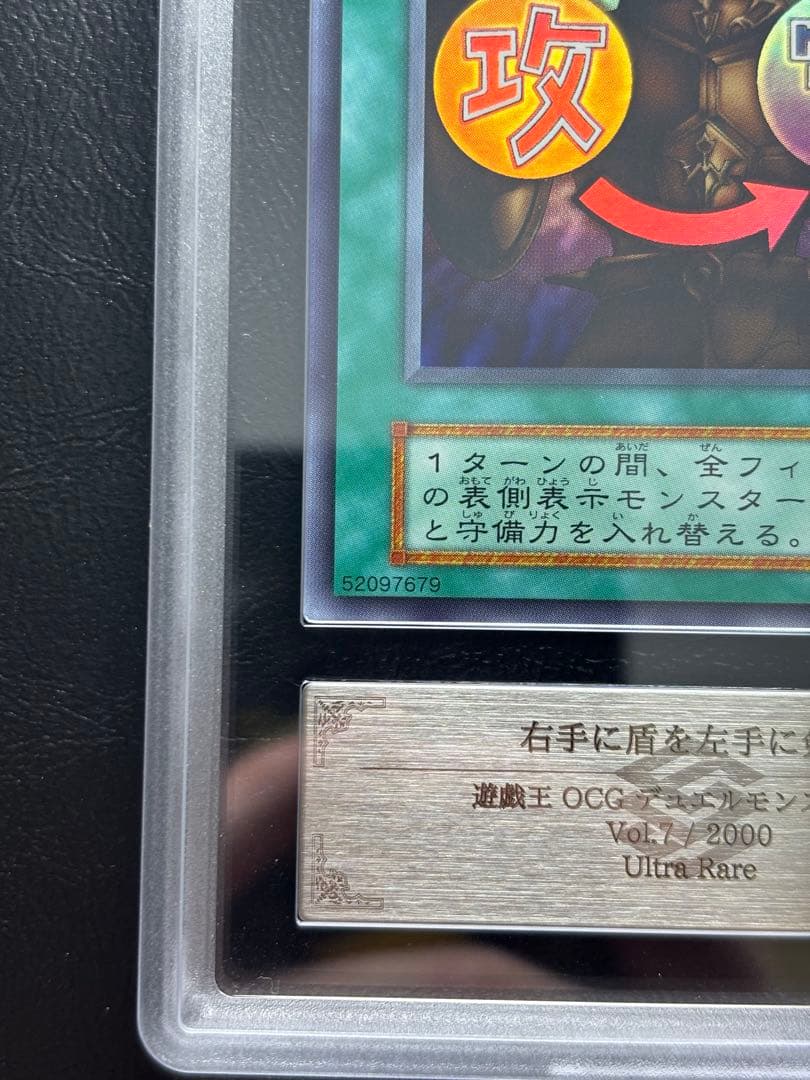 攻
1ターンの間、全フィ
の表側表示モンスター
と守備力を入れ替える。
52097679
右手に盾を左手に
遊戯王 OCG デュエルモン
Vol.7 / 2000
Ultra Rare